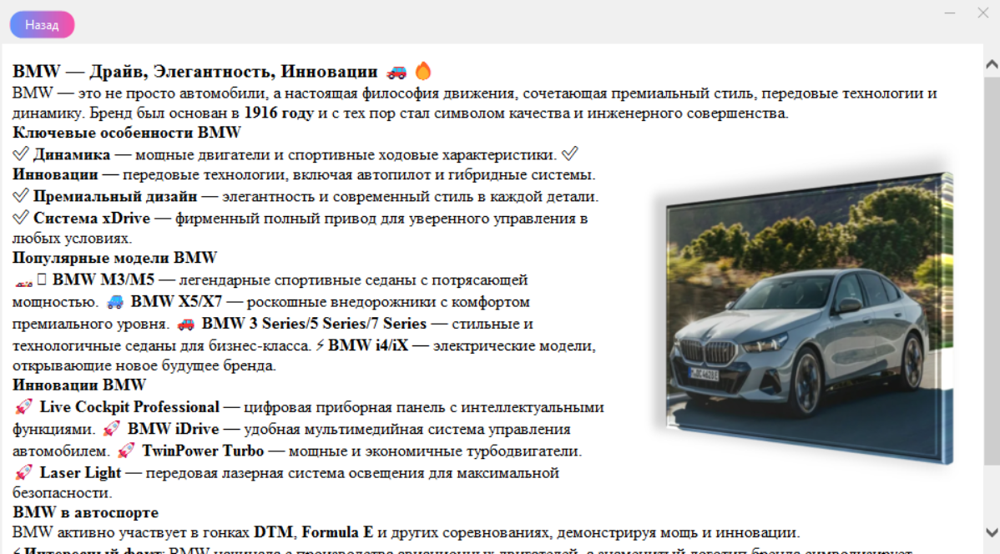 Назад
BMW — Драйв, Элегантность, Инновации 🚗 🔥
BMW — это не просто автомобили, а настоящая философия движения, сочетающая премиальный стиль, передовые технологии и
динамику. Бренд был основан в 1916 году и с тех пор стал символом качества и инженерного совершенства.
Ключевые особенности BMW
✅ Динамика — мощные двигатели и спортивные ходовые характеристики. ✅
Инновации — передовые технологии, включая автопилот и гибридные системы.
✅ Премиальный дизайн — элегантность и современный стиль в каждой детали.
✅ Система xDrive — фирменный полный привод для уверенного управления в
любых условиях.
Популярные модели BMW
🏎 BMW M3/M5 — легендарные спортивные седаны с потрясающей
мощностью. 🚙 BMW X5/X7 — роскошные внедорожники с комфортом
премиального уровня. 🚗 BMW 3 Series/5 Series/7 Series — стильные и
технологичные седаны для бизнес-класса. ⚡ BMW i4/iX — электрические модели,
открывающие новое будущее бренда.
Инновации BMW
🚀 Live Cockpit Professional — цифровая приборная панель с интеллектуальными
функциями. 🚀 BMW iDrive — удобная мультимедийная система управления
автомобилем. 🚀 TwinPower Turbo — мощные и экономичные турбодвигатели.
🚀 Laser Light — передовая лазерная система освещения для максимальной
безопасности.
BMW в автоспорте
BMW активно участвует в гонках DTM, Formula E и других соревнованиях, демонстрируя мощь и инновации.
⚡ Интересный факт: BMW начинала с производства авиационных двигателей, а знаменитый логотип бренда символизирует